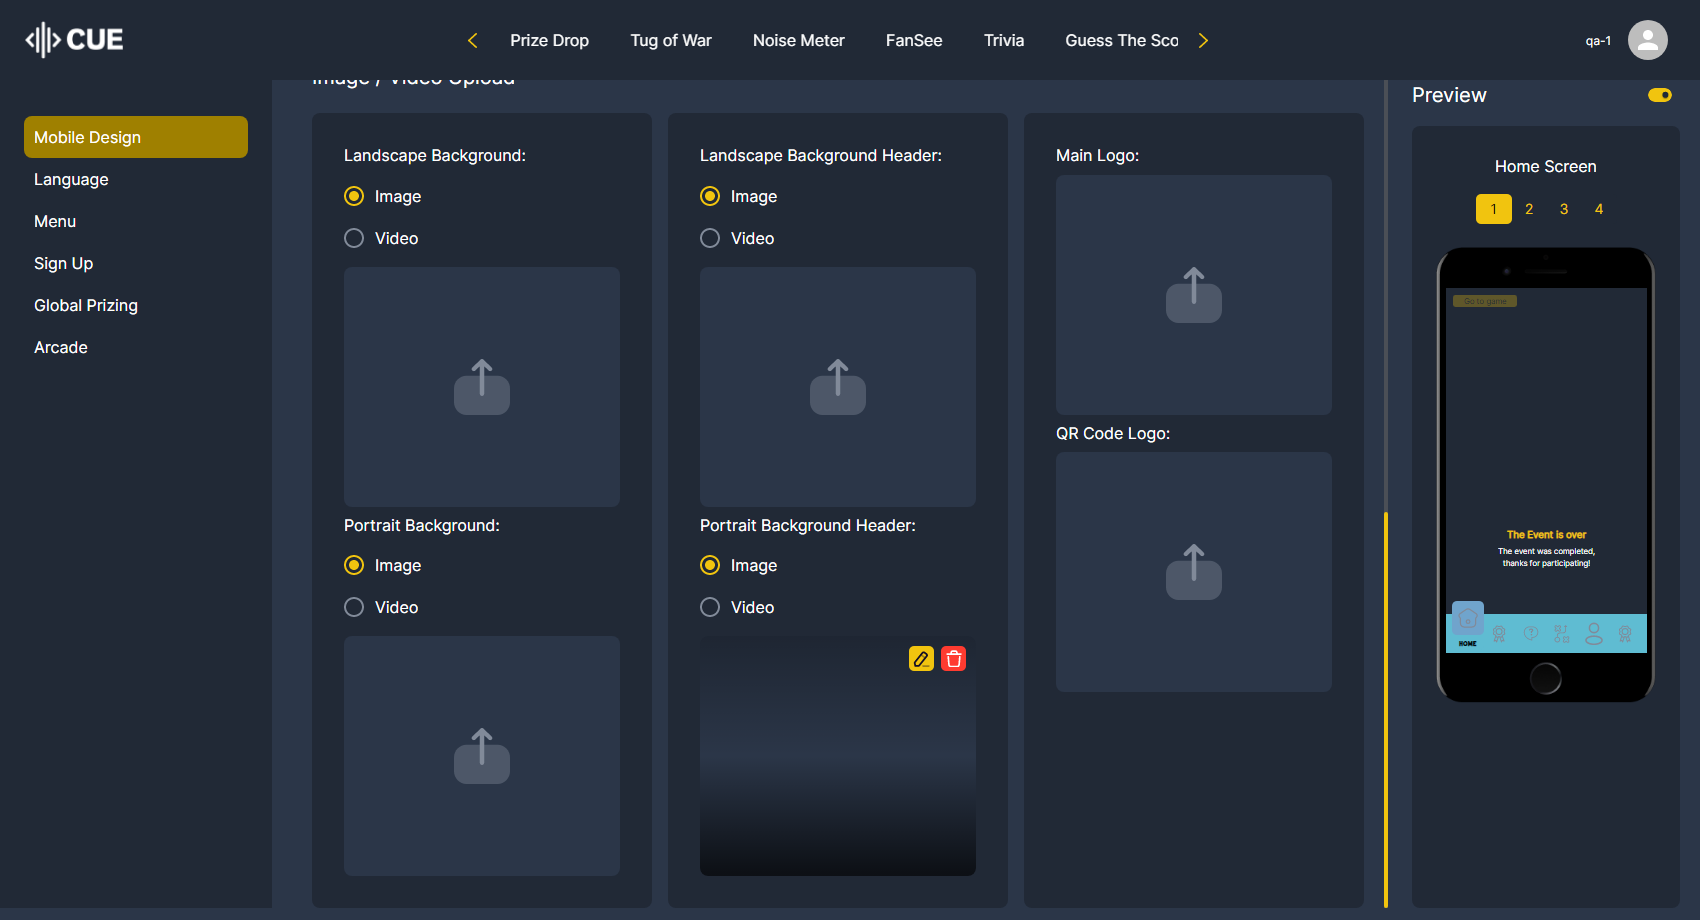 CUE
Prize Drop
Tug of War
Noise Meter
FanSee
Trivia
Guess The Sco
qa-1
Mobile Design
Language
Menu
Sign Up
Global Prizing
Arcade
Image / Video Upload
Landscape Background:
Image
Video
Portrait Background:
Image
Video
Landscape Background Header:
Image
Video
Portrait Background Header:
Image
Video
Main Logo:
QR Code Logo:
Preview
Home Screen
1 2 3 4
Go to game
The Event is over
The event was completed,
thanks for participating!
HOME